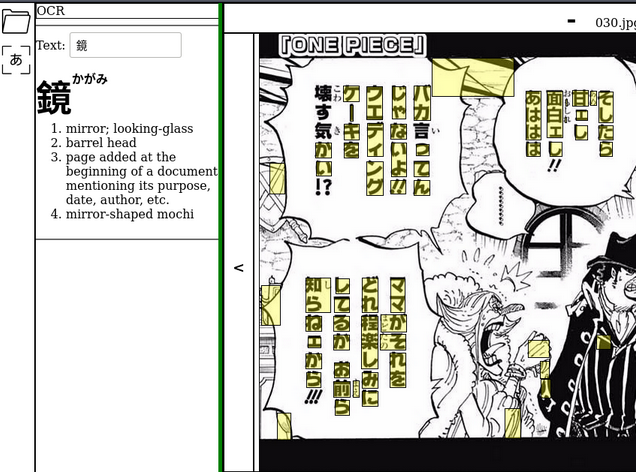 OCR
030.jpg
あ
Text: 鏡
鏡 かがみ
1. mirror; looking-glass
2. barrel head
3. page added at the
beginning of a document
mentioning its purpose,
date, author, etc.
4. mirror-shaped mochi
<
『ONE PIECE』
そしたら
甘ェし
面白ェし
あははは!!
バカ言ってん
じゃないよ!!
ウエディング
ケーキを
壊す気かい!?
ママがそれを
どれ程楽しみに
してるか お前ら
知らねェから!!!